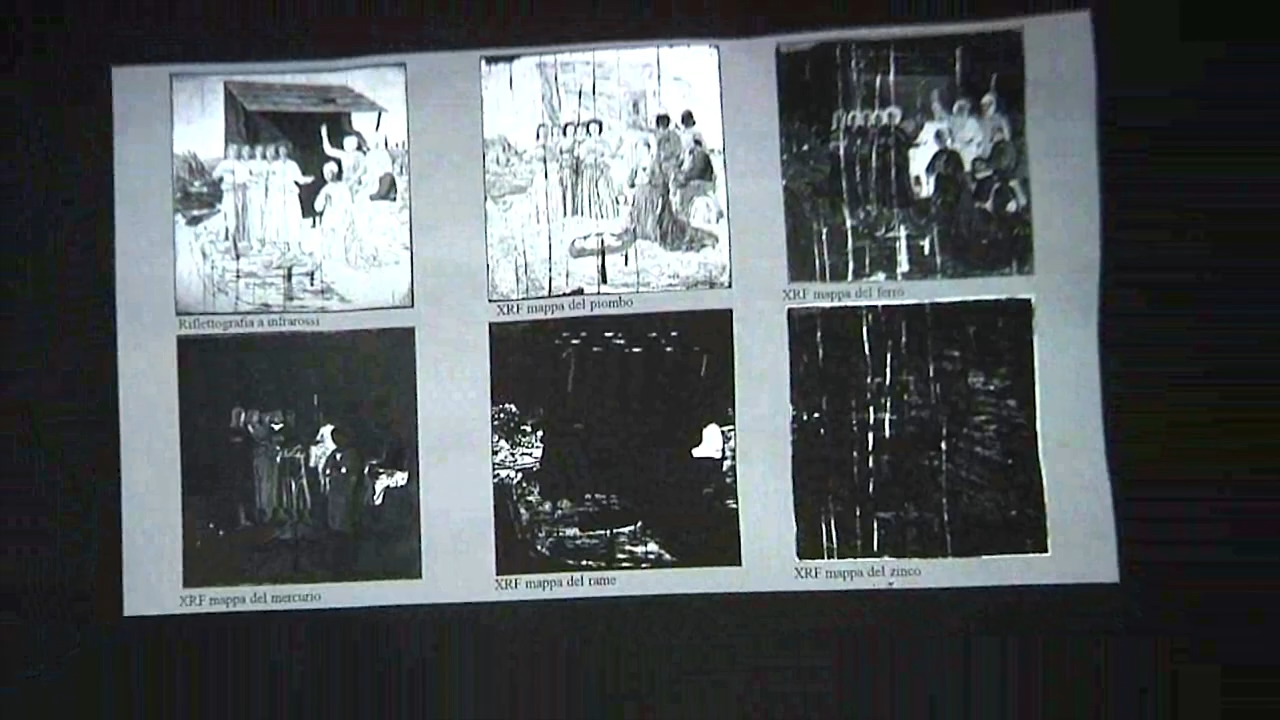 Riflettografia a infrarossi
XRF mappa del piombo
XRF mappa del ferro
XRF mappa del mercurio
XRF mappa del rame
XRF mappa del zinco